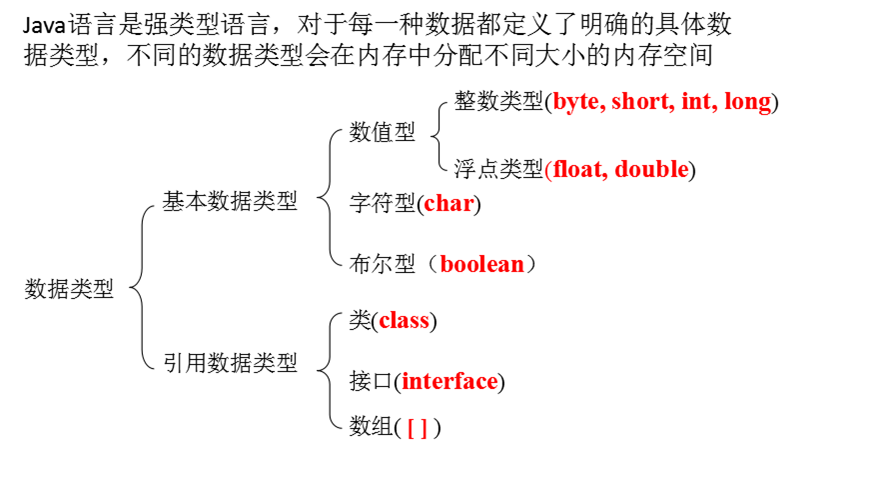 Java语言是强类型语言，对于每一种数据都定义了明确的具体数
据类型，不同的数据类型会在内存中分配不同大小的内存空间
整数类型(byte, short, int, long)
数值型
浮点类型(float, double)
基本数据类型
字符型(char)
布尔型（boolean）
数据类型
类(class)
引用数据类型
接口(interface)
数组( [ ] )